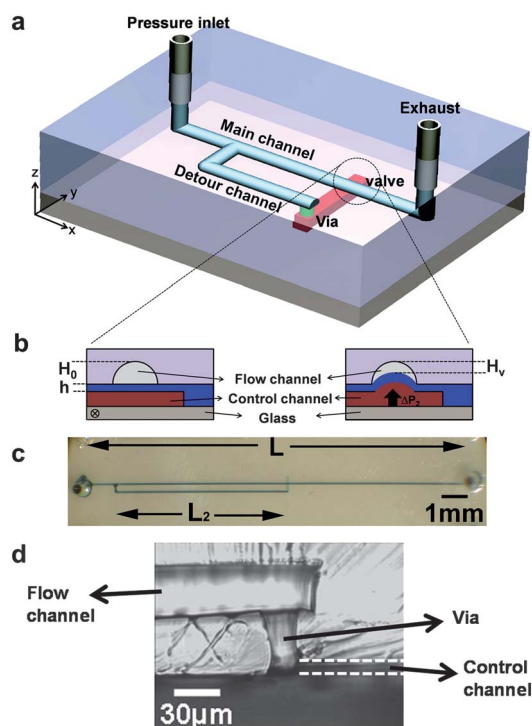 a
Pressure inlet
Exhaust
Main channel
Detour channel
valve
Via
z
y
x
b
H₀
h
Flow channel
Control channel
Glass
Hᵥ
ΔP₂
c
L
L₂
1mm
d
Flow
channel
Via
Control
channel
30μm